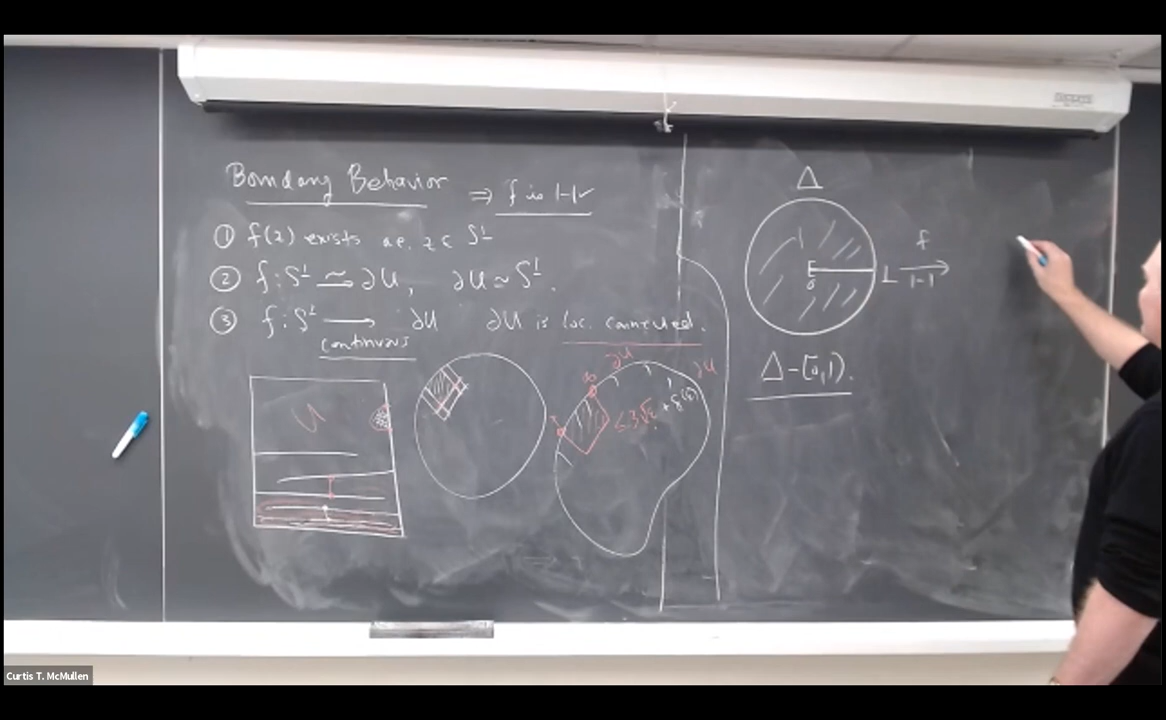 Boundary Behavior ⇒ f is 1-1
① f(z) exists a.e. z ∈ S¹
② f: S¹ ≃→ ∂U, ∂U ≃ S¹.
③ f: S¹ → ∂U ∂U is loc. connected.
continuous
U
∂U
∂U
≤ 3√ε
Δ
0
1
f
1-1
Δ - [0,1).
Curtis T. McMullen